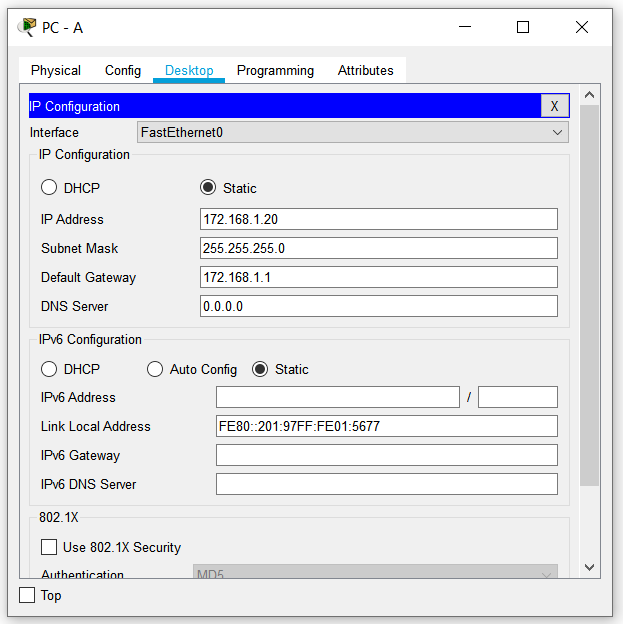 PC - A
Physical Config Desktop Programming Attributes
IP Configuration X
Interface FastEthernet0
IP Configuration
DHCP Static
IP Address 172.168.1.20
Subnet Mask 255.255.255.0
Default Gateway 172.168.1.1
DNS Server 0.0.0.0
IPv6 Configuration
DHCP Auto Config Static
IPv6 Address /
Link Local Address FE80::201:97FF:FE01:5677
IPv6 Gateway
IPv6 DNS Server
802.1X
Use 802.1X Security
Authentication MD5
Top